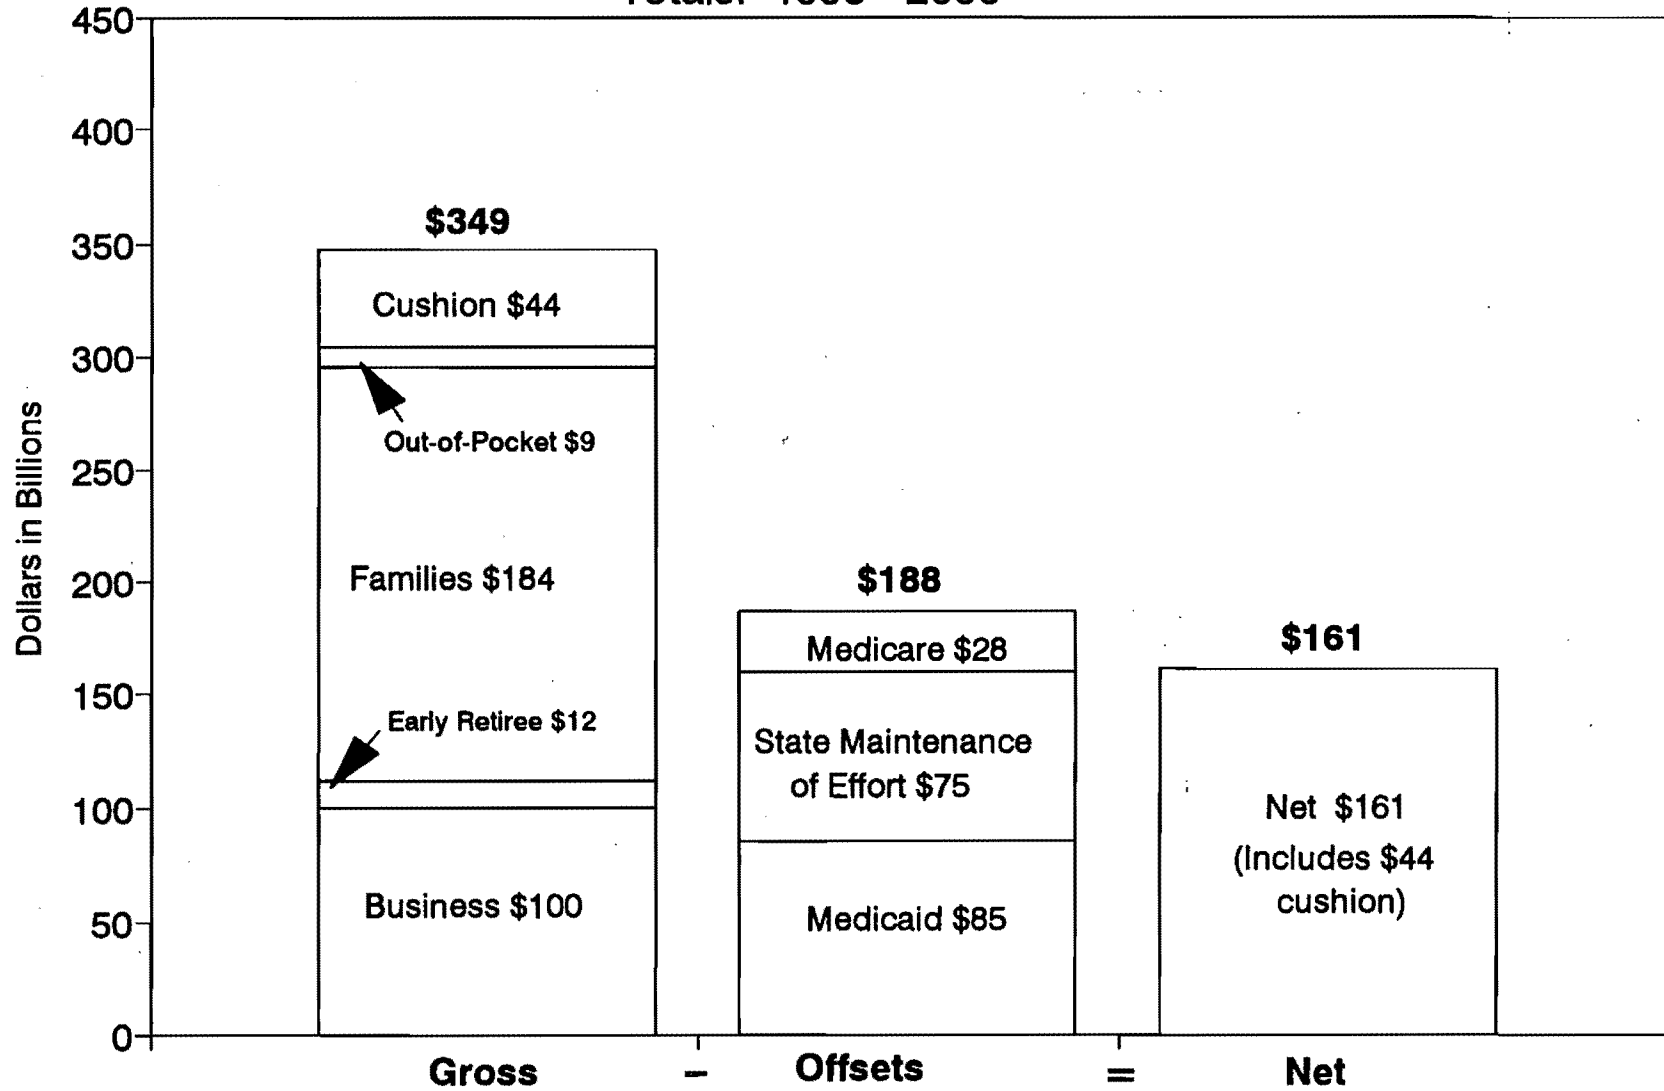 450
400
350
300
250
200
150
100
50
0
Dollars in Billions
$349
Cushion $44
Out-of-Pocket $9
Families $184
Early Retiree $12
Business $100
$188
Medicare $28
State Maintenance
of Effort $75
Medicaid $85
$161
Net $161
(Includes $44
cushion)
Gross – Offsets = Net